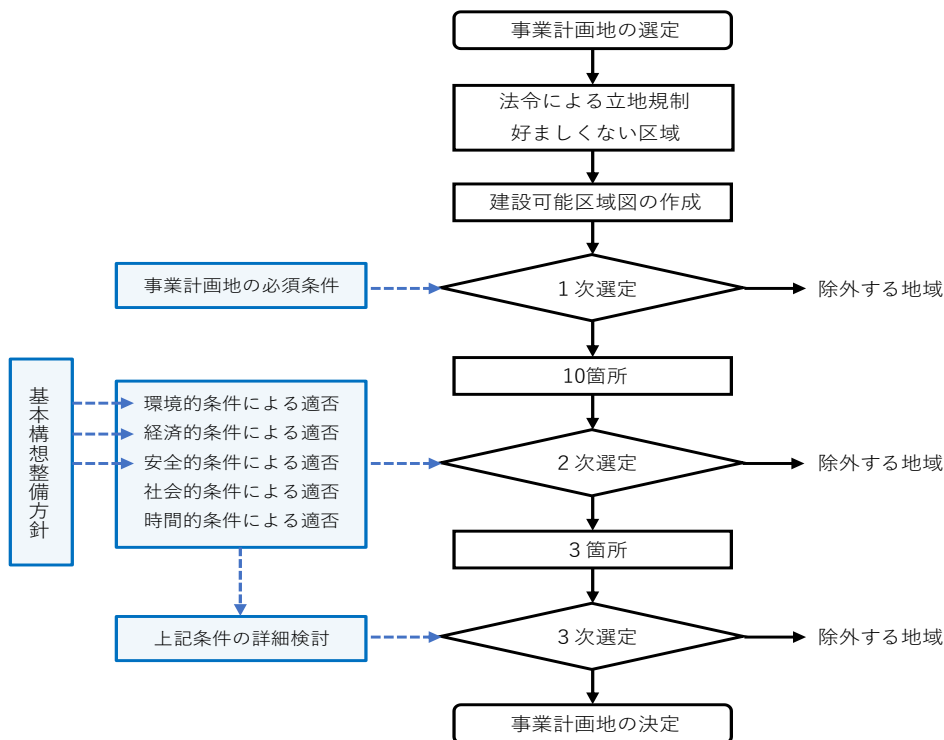 事業計画地の選定
法令による立地規制
好ましくない区域
建設可能区域図の作成
事業計画地の必須条件
1次選定
除外する地域
10箇所
基本構想整備方針
環境的条件による適否
経済的条件による適否
安全的条件による適否
社会的条件による適否
時間的条件による適否
2次選定
除外する地域
3箇所
上記条件の詳細検討
3次選定
除外する地域
事業計画地の決定